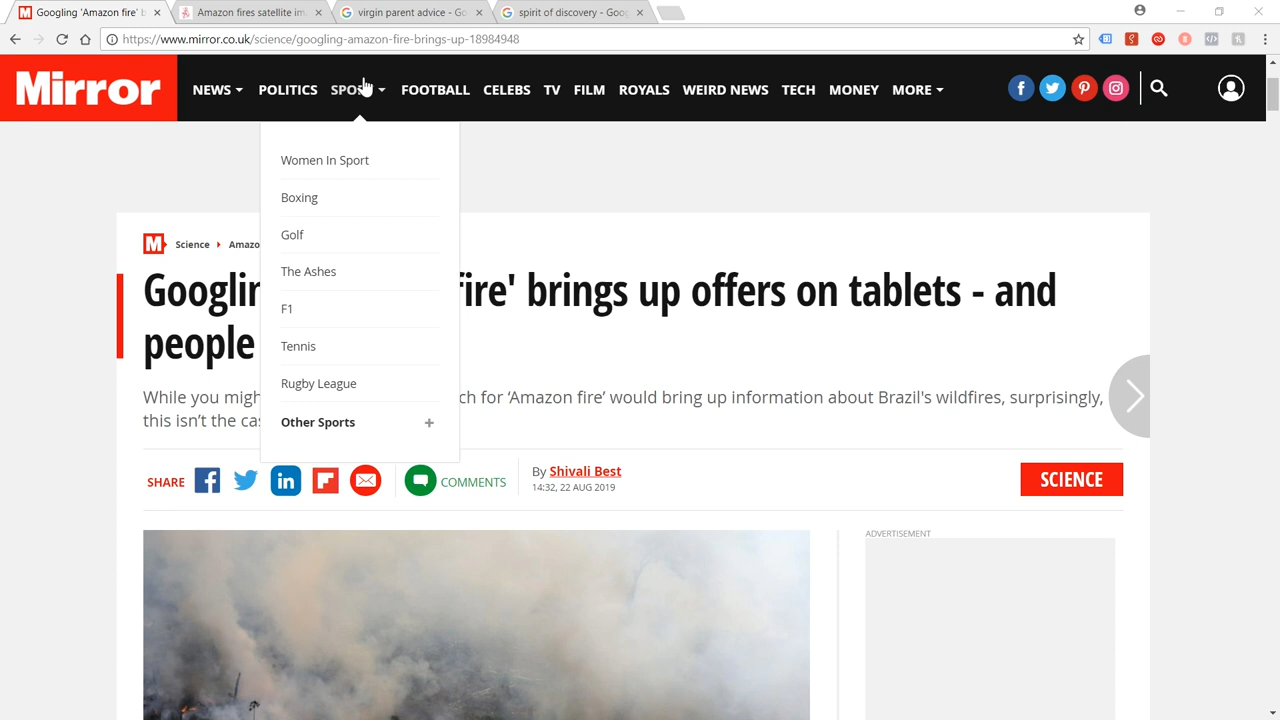 Googling 'Amazon fire' b
Amazon fires satellite im
virgin parent advice - Go
spirit of discovery - Goog
https://www.mirror.co.uk/science/googling-amazon-fire-brings-up-18984948
Mirror
NEWS
POLITICS
SPO
FOOTBALL
CELEBS
TV
FILM
ROYALS
WEIRD NEWS
TECH
MONEY
MORE
Women In Sport
Boxing
Golf
The Ashes
F1
Tennis
Rugby League
Other Sports +
M Science Amazo
Googlin fire' brings up offers on tablets - and
people
While you migh ch for ‘Amazon fire’ would bring up information about Brazil's wildfires, surprisingly,
this isn’t the cas
SHARE
COMMENTS
By Shivali Best
14:32, 22 AUG 2019
SCIENCE
ADVERTISEMENT